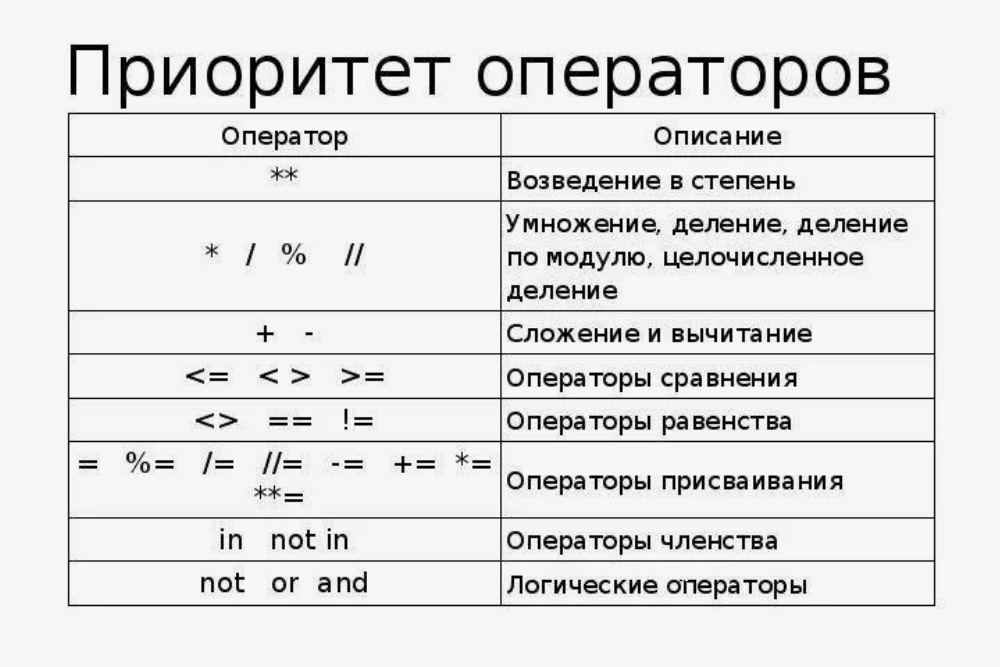 Приоритет операторов
Оператор Описание
** Возведение в степень
* / % // Умножение, деление, деление
по модулю, целочисленное
деление
+ - Сложение и вычитание
<= < > >= Операторы сравнения
<> == != Операторы равенства
= %= /= //= -= += *=
**=
Операторы присваивания
in not in Операторы членства
not or and Логические операторы